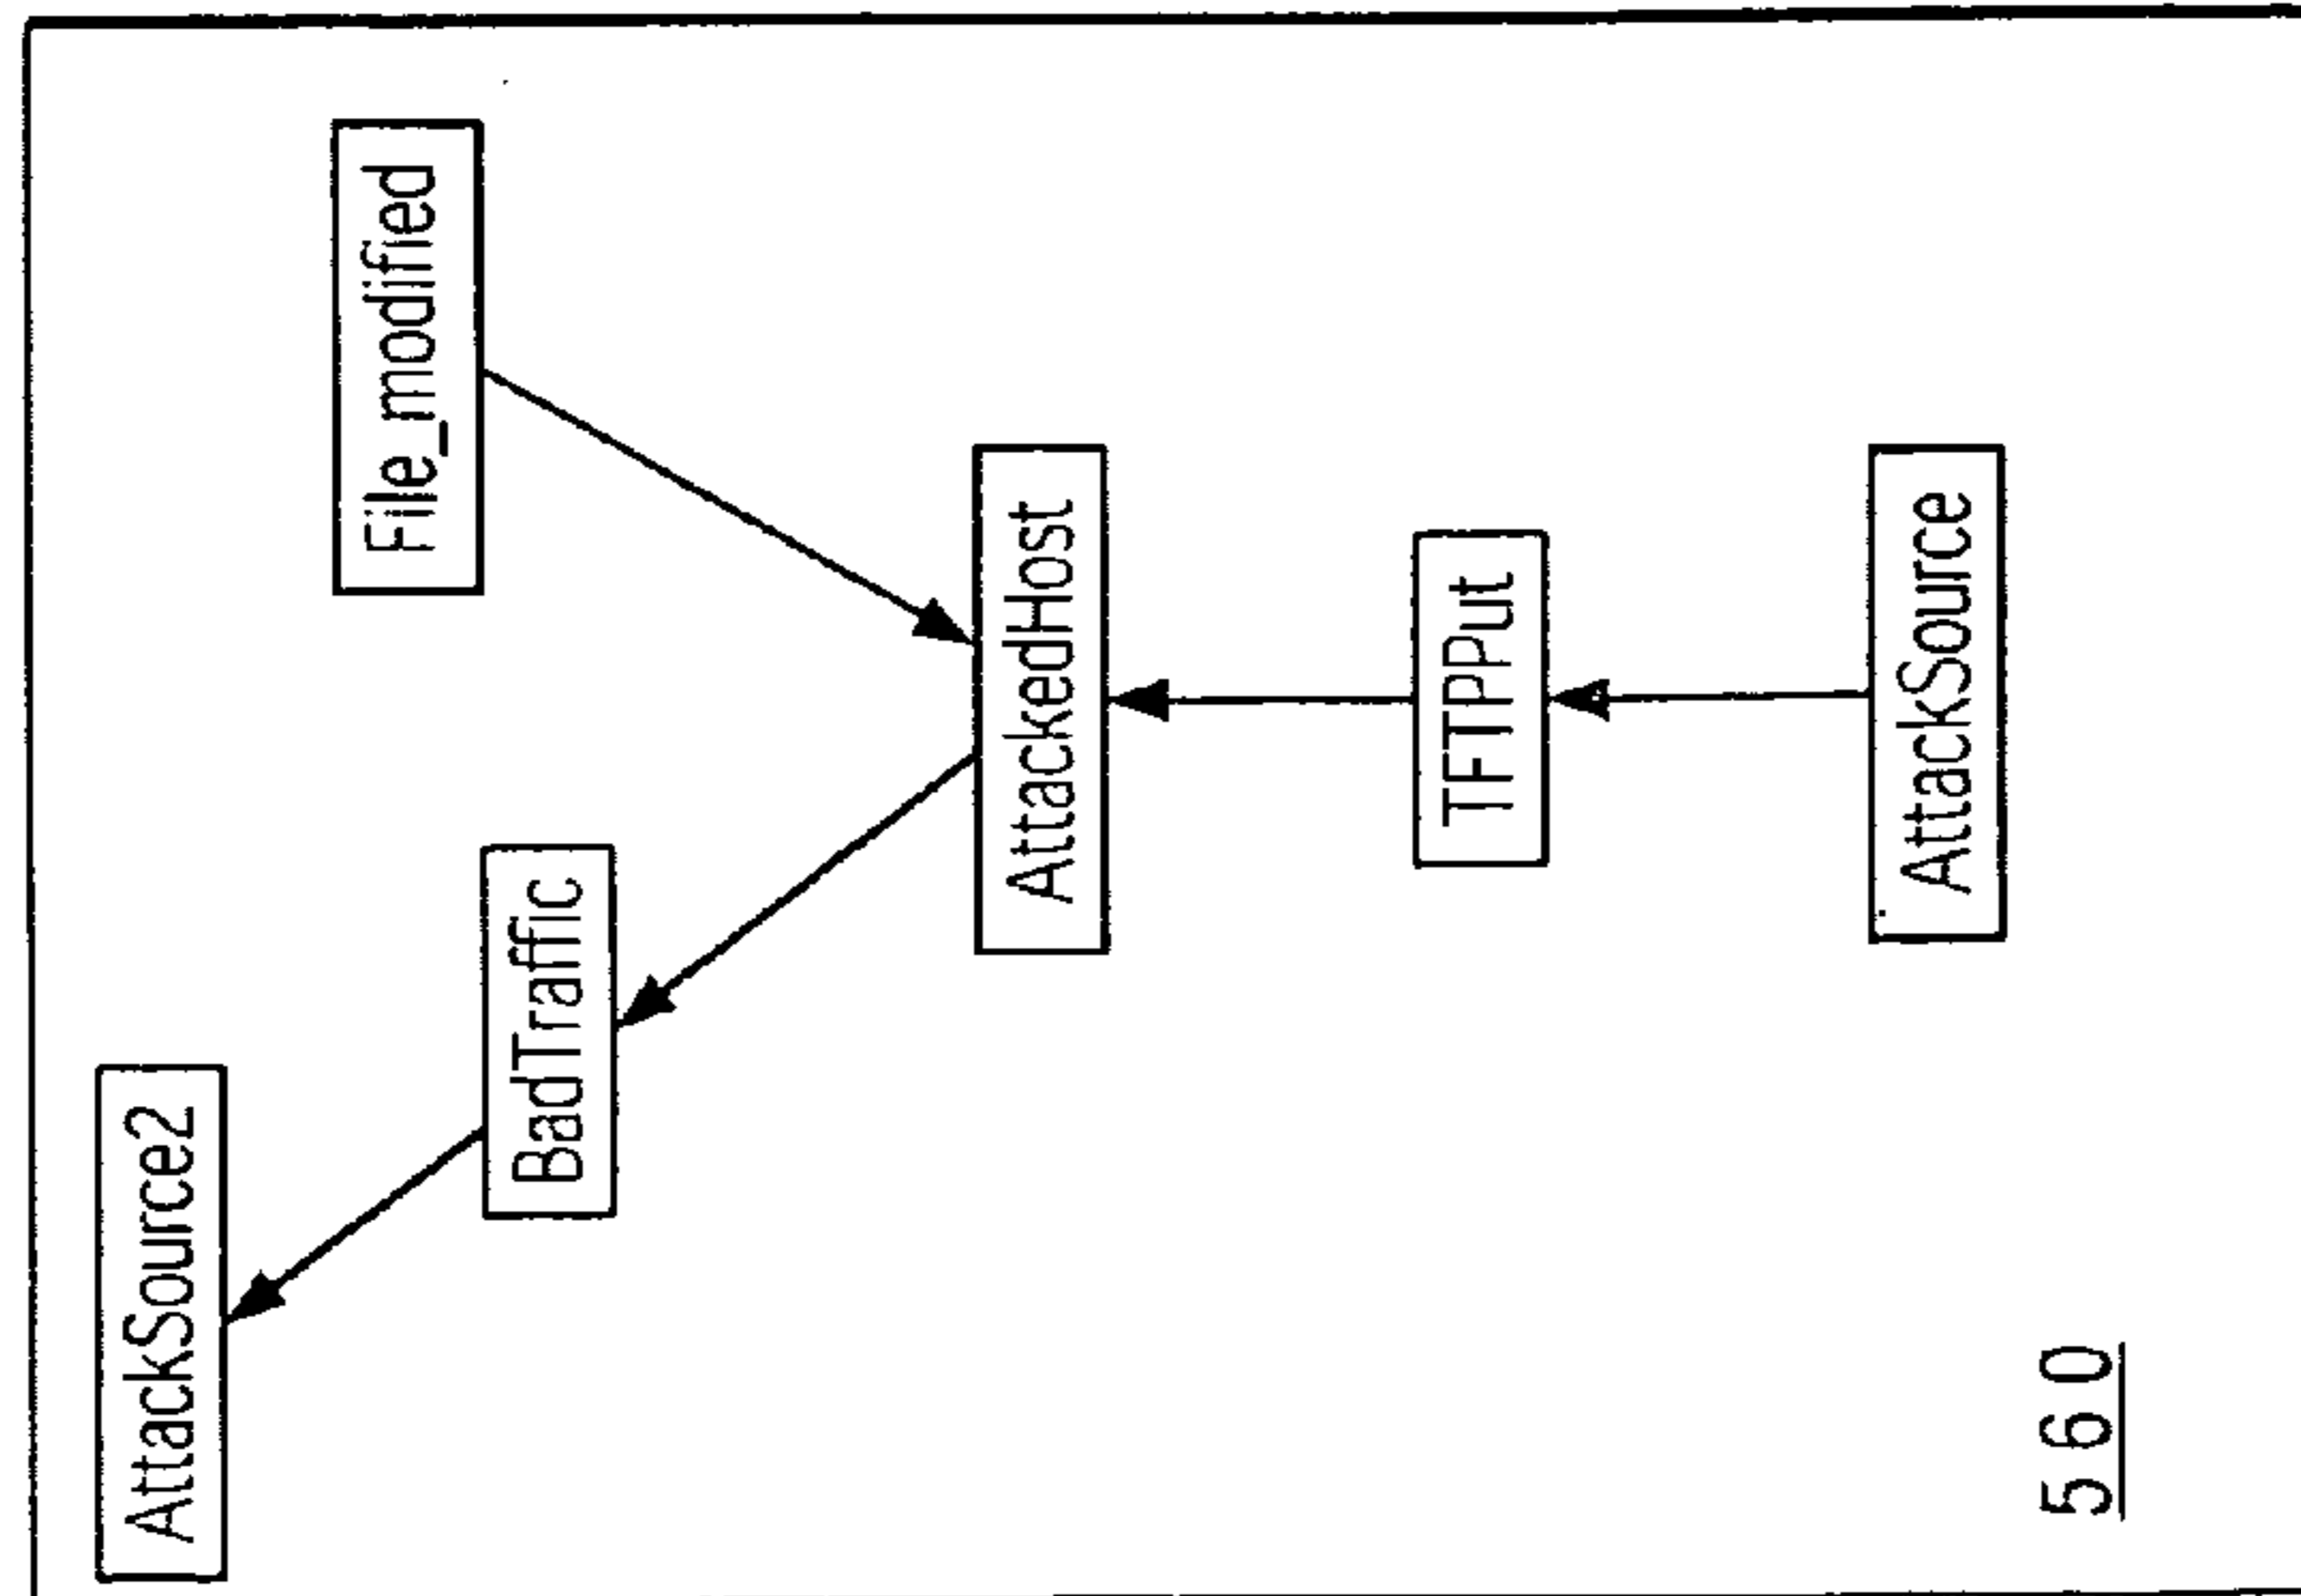 AttackSource2
File_modified
BadTraffic
AttackedHost
TFTPPut
AttackSource
560